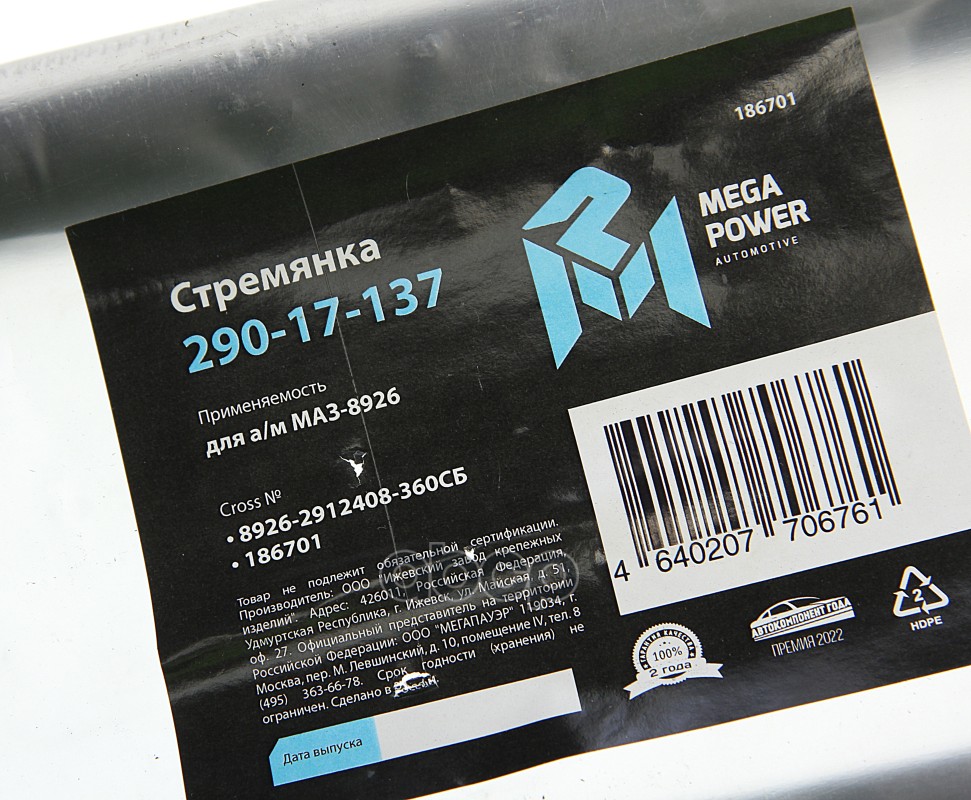 186701
MEGA
POWER
AUTOMOTIVE
Стремянка
290-17-137
Применяемость
для а/м МАЗ-8926
Cross №
• 8926-2912408-360СБ
• 186701
Товар не подлежит обязательной сертификации.
Производитель: ООО "Ижевский завод крепежных
изделий". Адрес: 42601 Российская Федерация,
Удмуртская Республика, г. Ижевск, ул. Майская, д. 51,
оф. 27. Официальный представитель на территории
Российской Федерации: ООО "МЕГАПАУЭР" 119034, г.
Москва, пер. М. Левшинский, д. 10, помещение IV, тел. 8
(495) 363-66-78. Срок годности (хранения) не
ограничен. Сделано в России.
Дата выпуска
4 640207 706761
ГАРАНТИЯ КАЧЕСТВА
100%
2 года
АВТОКОМПОНЕНТ ГОДА
ПРЕМИЯ 2022
2
HDPE